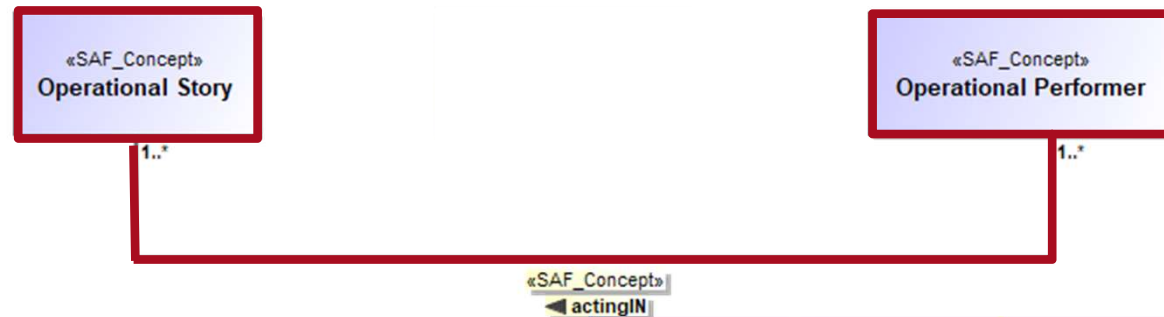 «SAF_Concept»
Operational Story
«SAF_Concept»
Operational Performer
1..*
1..*
«SAF_Concept»
◀ actingIN